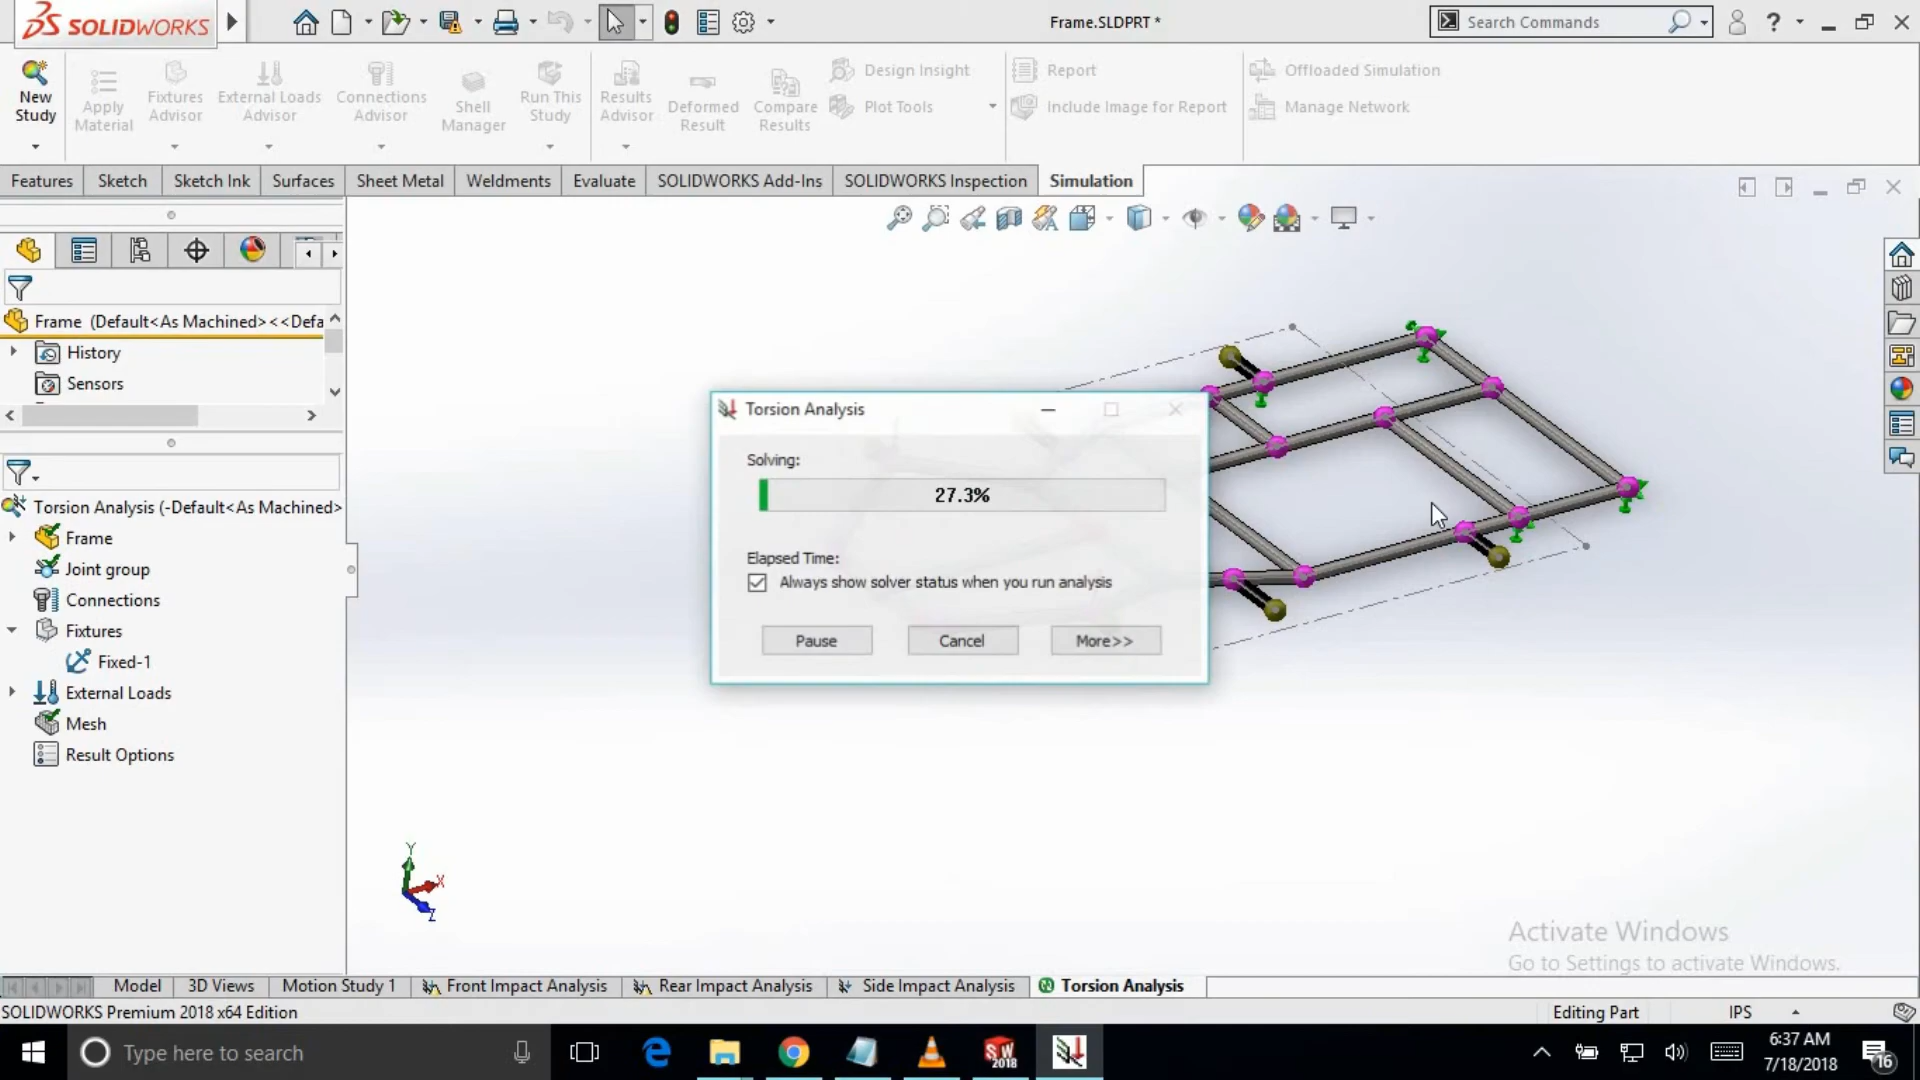 SOLIDWORKS
Frame.SLDPRT *
Search Commands
New Study
Apply Material
Fixtures Advisor
External Loads Advisor
Connections Advisor
Shell Manager
Run This Study
Results Advisor
Deformed Result
Compare Results
Design Insight
Plot Tools
Report
Include Image for Report
Offloaded Simulation
Manage Network
Features
Sketch
Sketch Ink
Surfaces
Sheet Metal
Weldments
Evaluate
SOLIDWORKS Add-Ins
SOLIDWORKS Inspection
Simulation
Frame (Default<As Machined><<Defa
History
Sensors
Torsion Analysis (-Default<As Machined>
Frame
Joint group
Connections
Fixtures
Fixed-1
External Loads
Mesh
Result Options
Torsion Analysis
Solving:
27.3%
Elapsed Time:
Always show solver status when you run analysis
Pause
Cancel
More>>
Y
X
Z
Activate Windows
Go to Settings to activate Windows.
Model
3D Views
Motion Study 1
Front Impact Analysis
Rear Impact Analysis
Side Impact Analysis
Torsion Analysis
SOLIDWORKS Premium 2018 x64 Edition
Editing Part
IPS
Type here to search
SW
2018
6:37 AM
7/18/2018
16